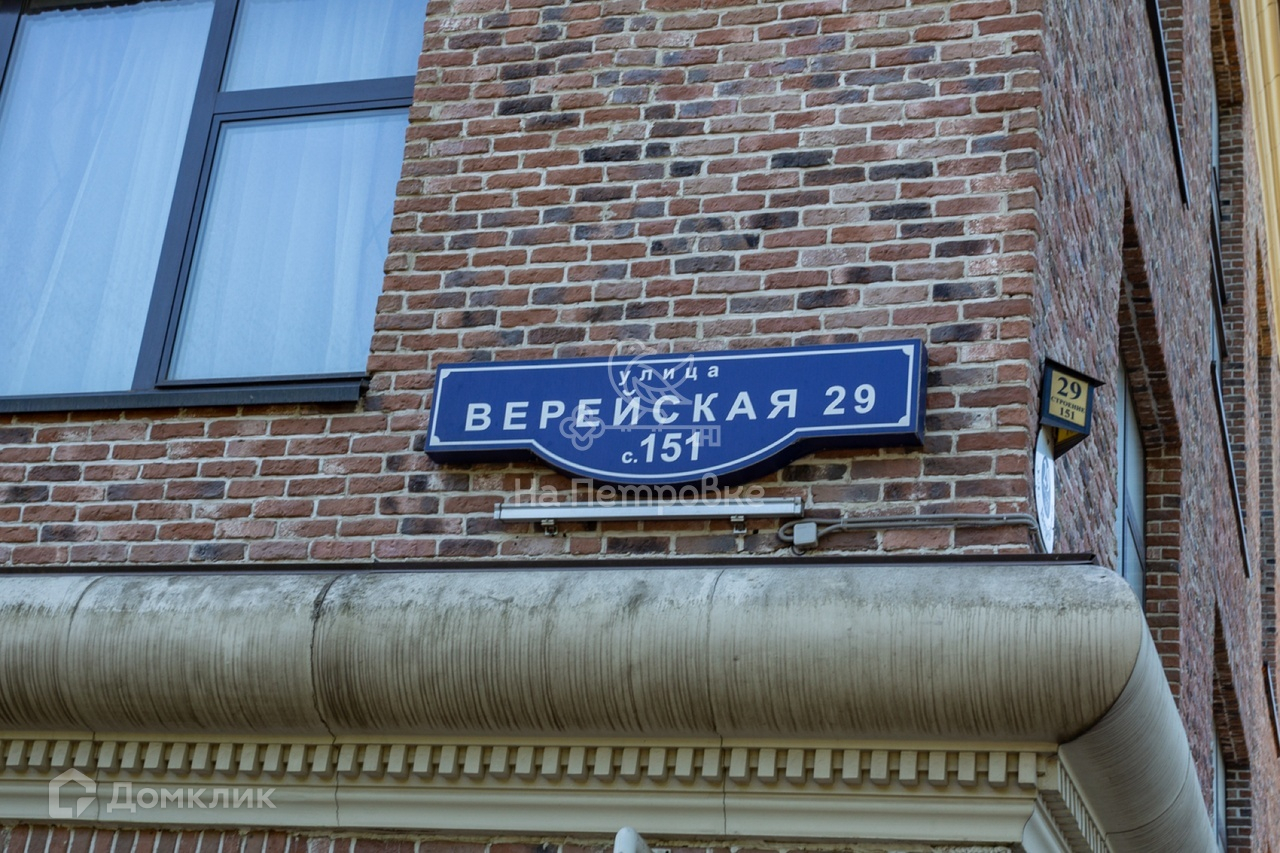 улица
ВЕРЕЙСКАЯ 29
с.151
29
СТРОЕНИЕ
151
На Петровке
Домклик